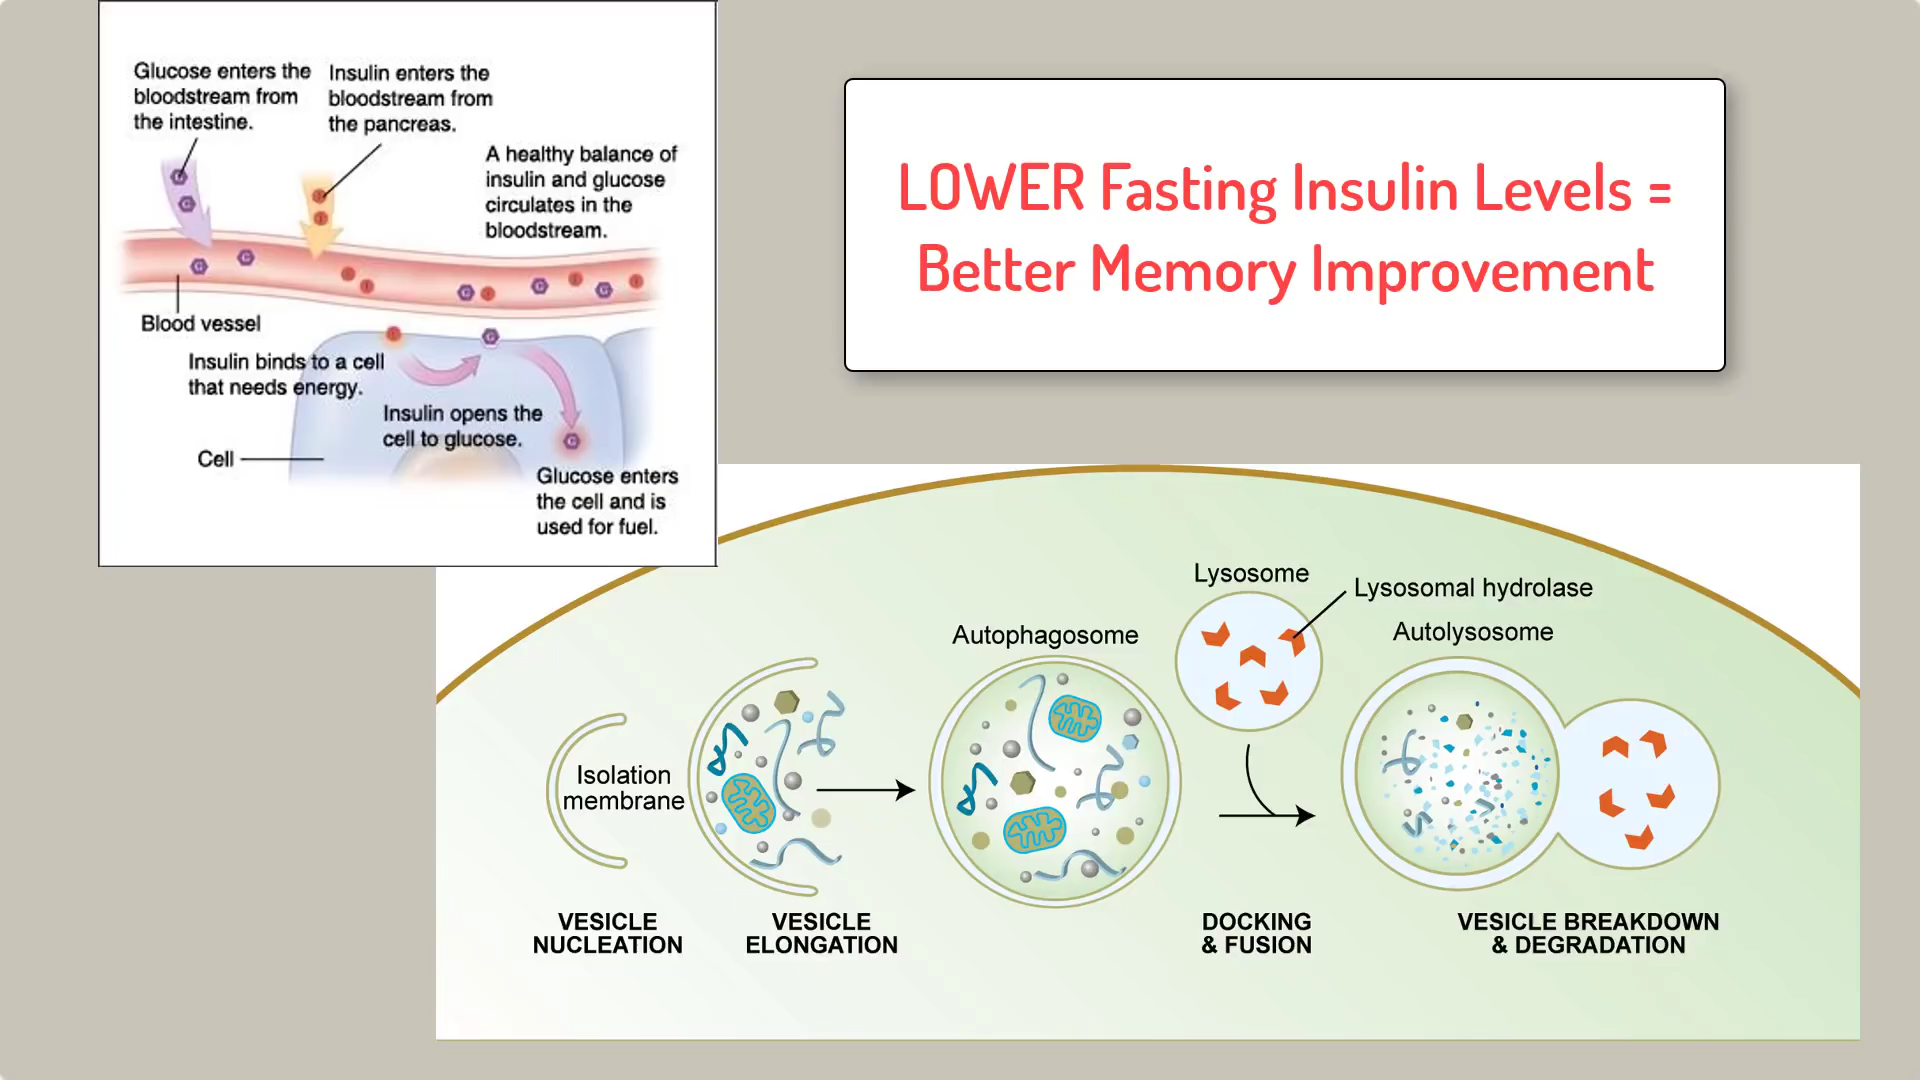 Glucose enters the
bloodstream from
the intestine.
Insulin enters the
bloodstream from
the pancreas.
A healthy balance of
insulin and glucose
circulates in the
bloodstream.
Blood vessel
Insulin binds to a cell
that needs energy.
Insulin opens the
cell to glucose.
Cell
Glucose enters
the cell and is
used for fuel.
LOWER Fasting Insulin Levels =
Better Memory Improvement
Lysosome
Lysosomal hydrolase
Autophagosome
Autolysosome
Isolation
membrane
VESICLE
NUCLEATION
VESICLE
ELONGATION
DOCKING
& FUSION
VESICLE BREAKDOWN
& DEGRADATION